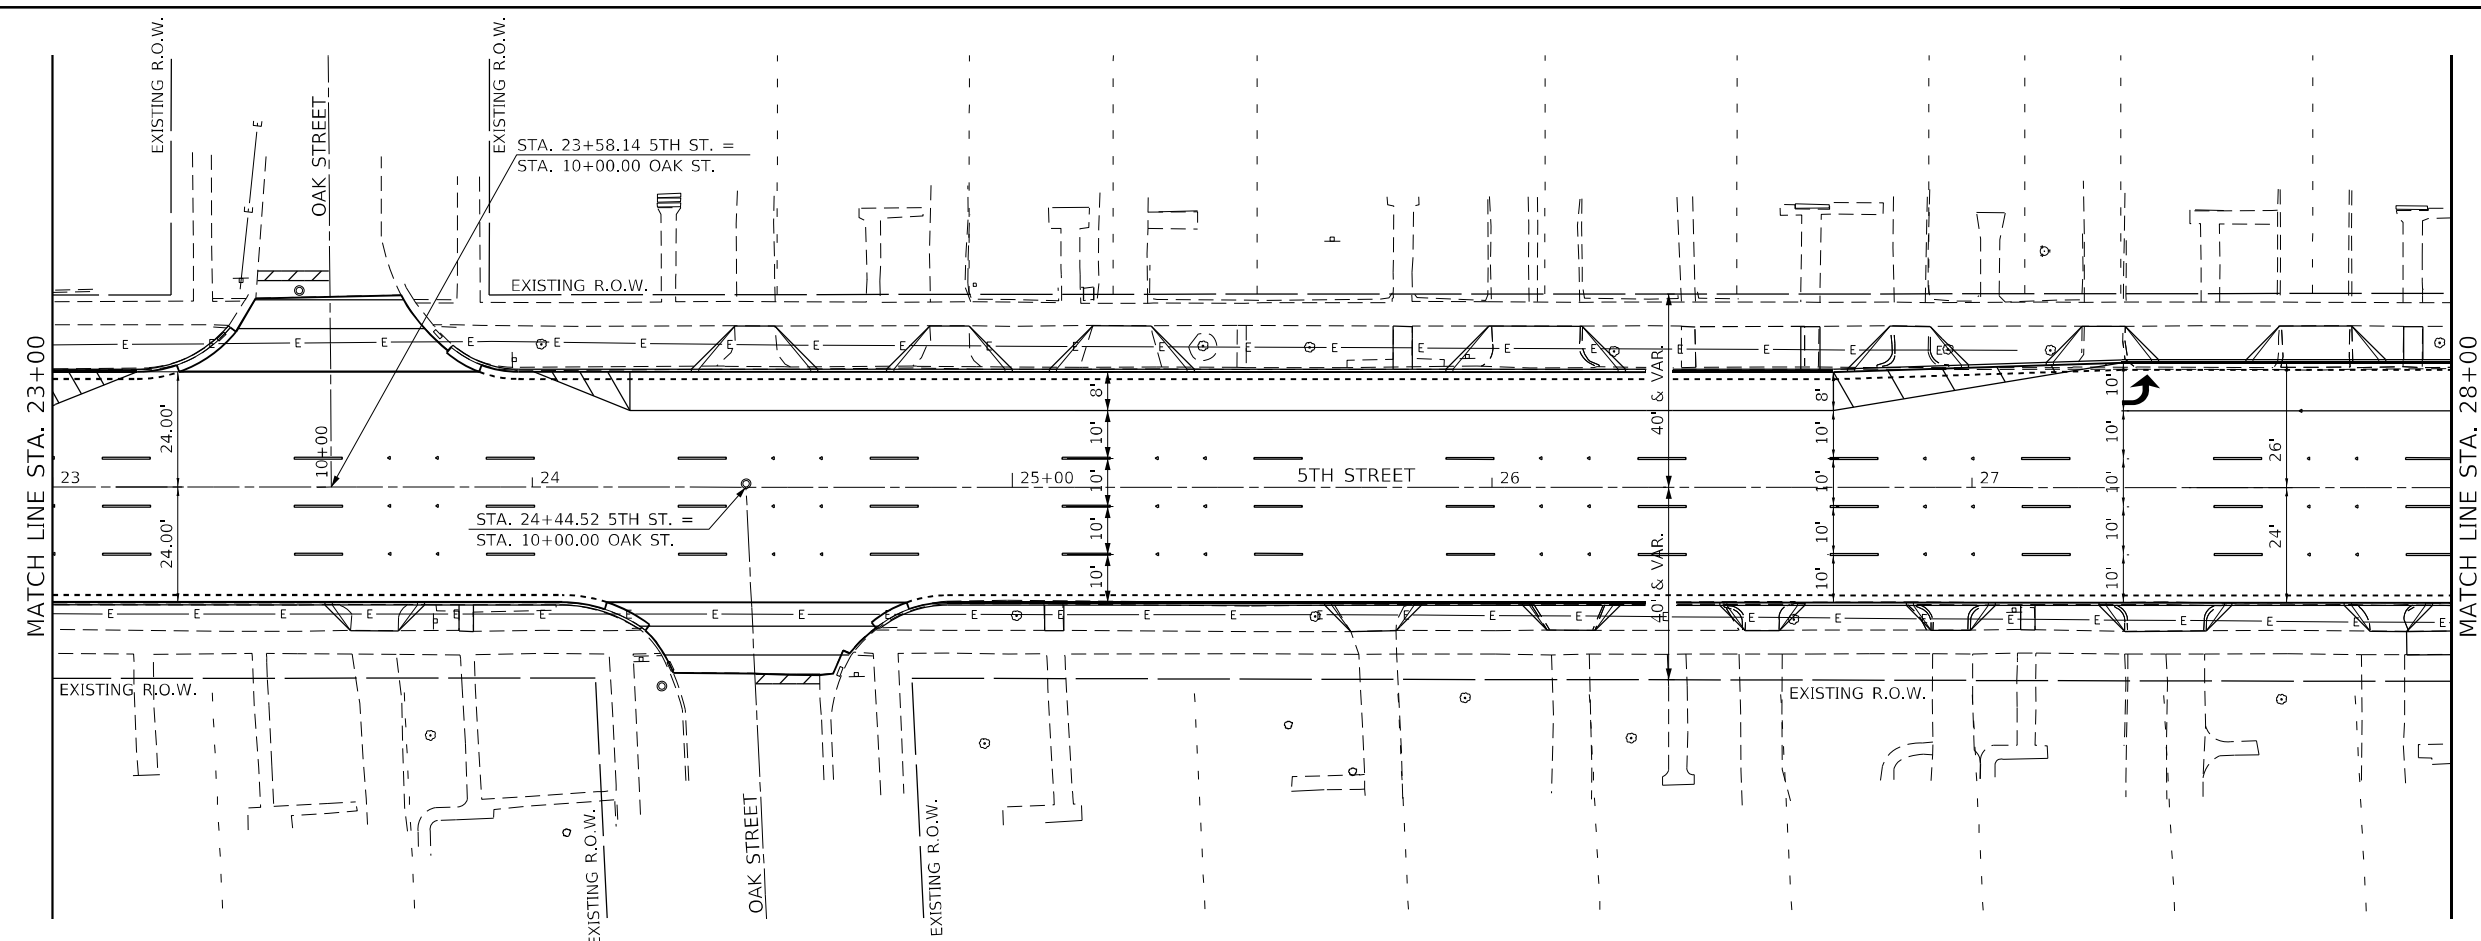 EXISTING R.O.W.
OAK STREET
EXISTING R.O.W.
E
E
STA. 23+58.14 5TH ST. =
STA. 10+00.00 OAK ST.
EXISTING R.O.W.
E E E E E E E E E E E E E E E E E E E E E E
MATCH LINE STA. 23+00
24.00'
24.00'
10+00
23
24
25+00
26
27
5TH STREET
STA. 24+44.52 5TH ST. =
STA. 10+00.00 OAK ST.
8'
10'
10'
10'
10'
40' & VAR.
40' & VAR.
8'
10'
10'
10'
10'
10'
10'
10'
10'
10'
26'
24'
MATCH LINE STA. 28+00
E E E E E E E E E E E E E E E E E E E E E E E E E E E E
EXISTING R.O.W.
EXISTING R.O.W.
EXISTING R.O.W.
OAK STREET
EXISTING R.O.W.